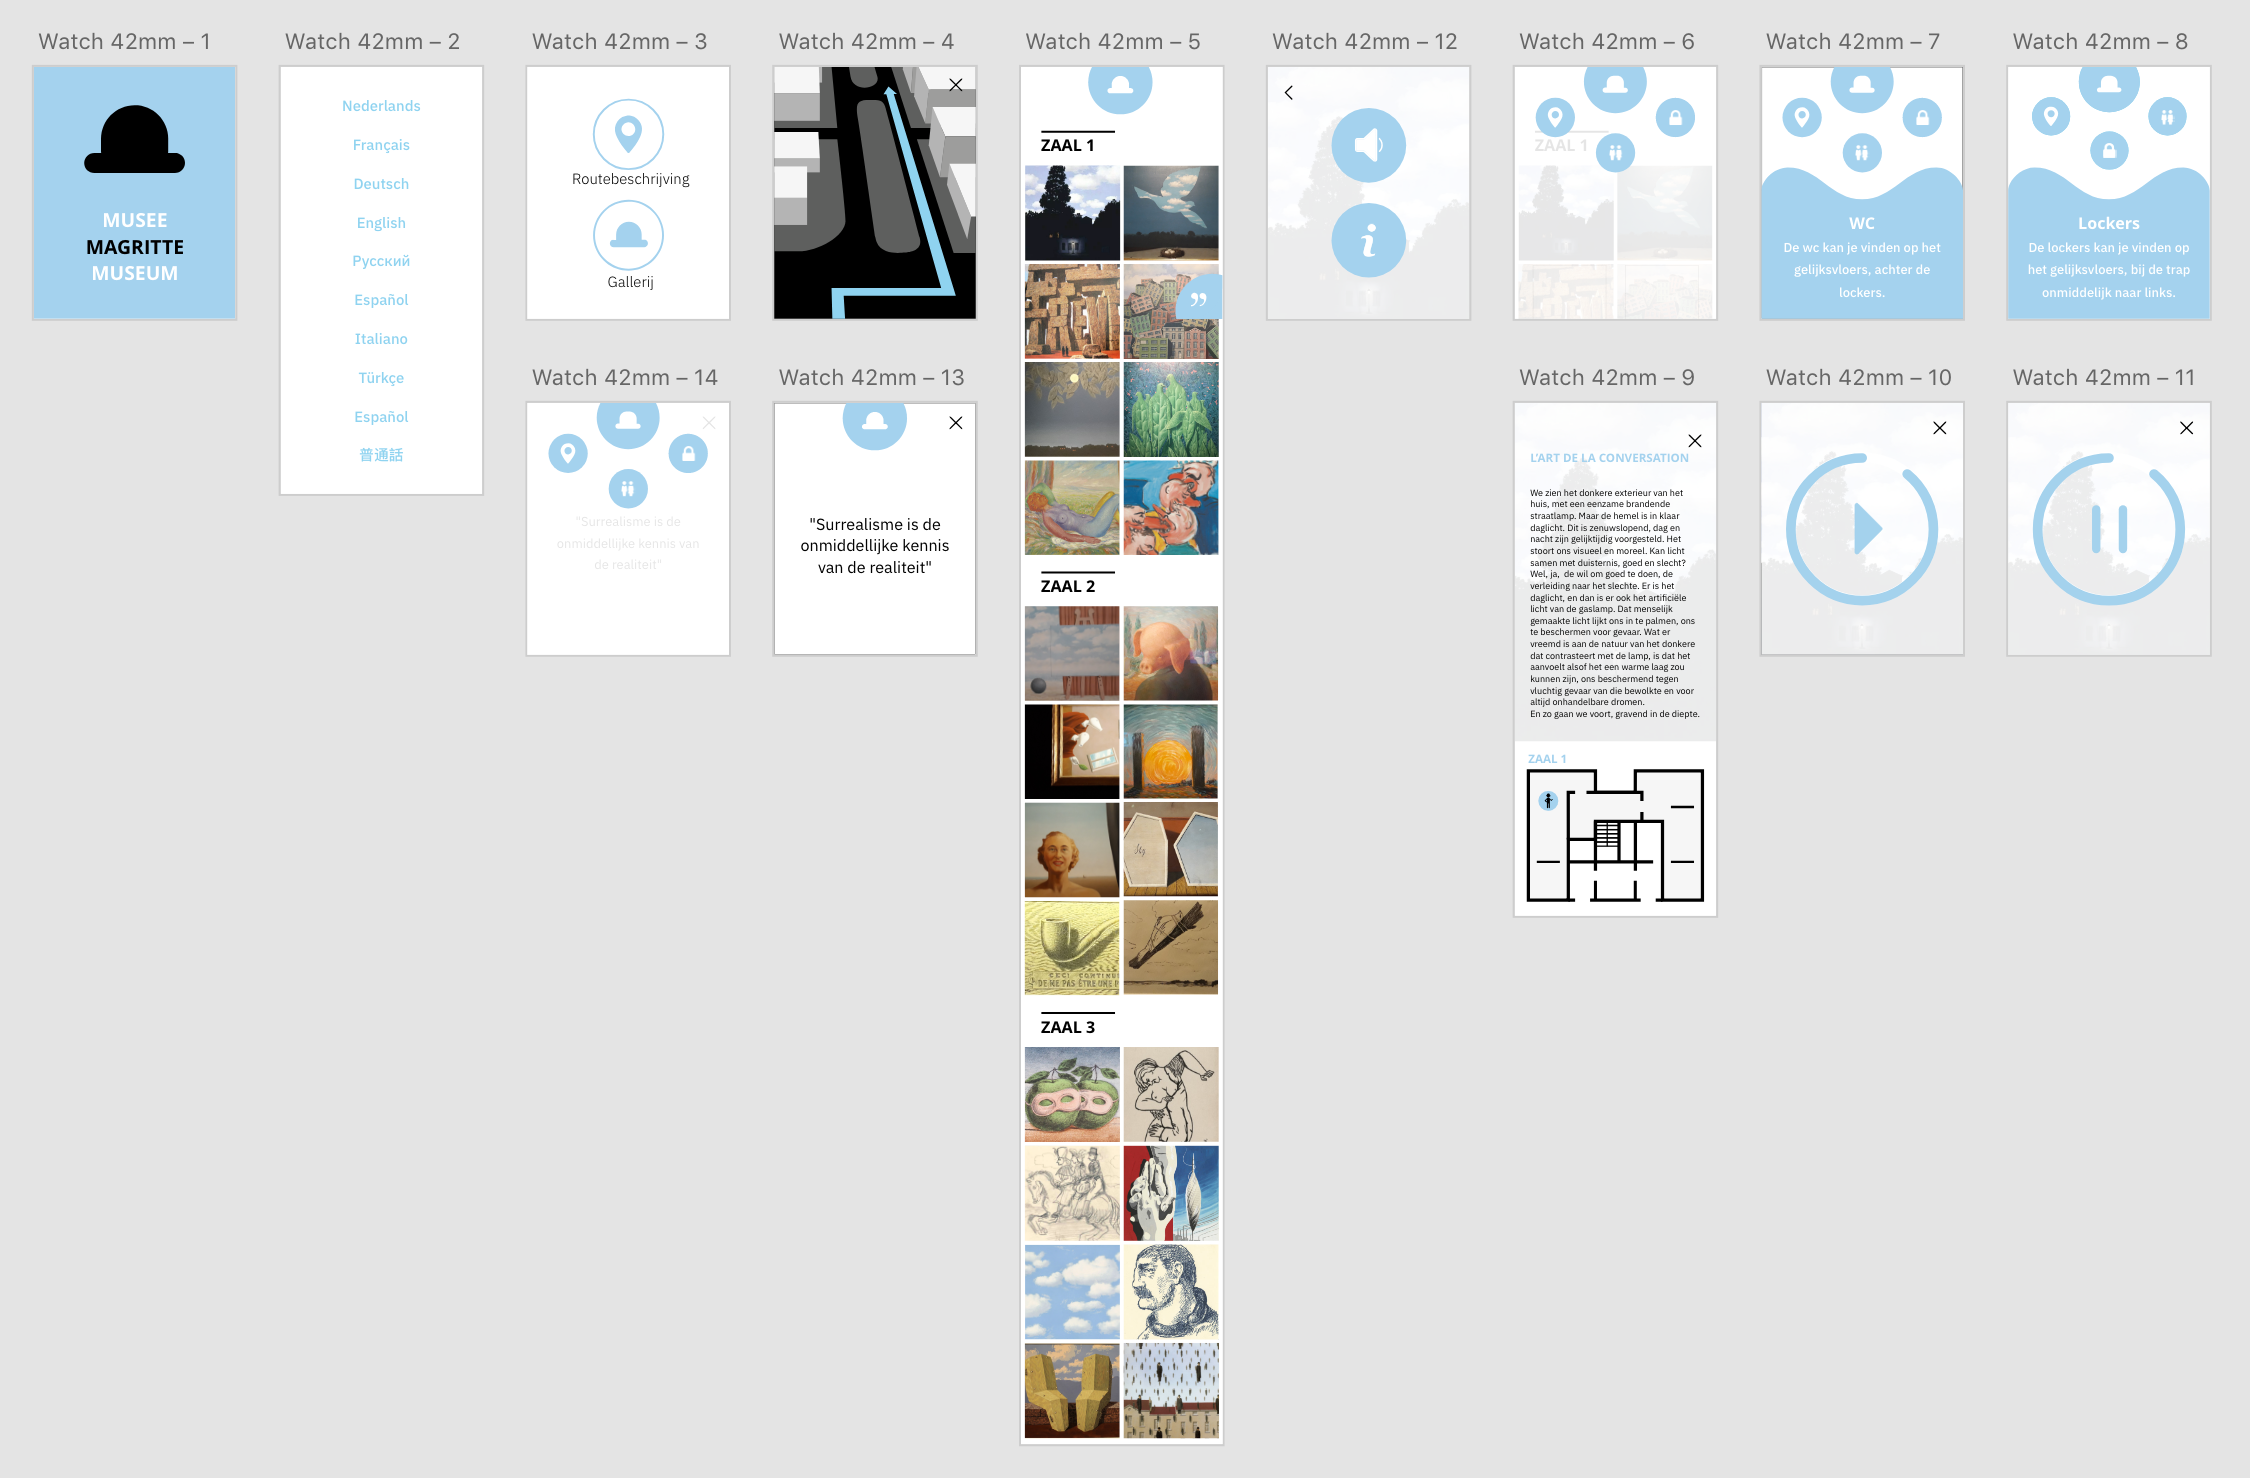 Watch 42mm – 1
MUSEE
MAGRITTE
MUSEUM
Watch 42mm – 2
Nederlands
Français
Deutsch
English
Русский
Español
Italiano
Türkçe
Español
普通話
Watch 42mm – 3
Routebeschrijving
Gallerij
Watch 42mm – 4
Watch 42mm – 5
ZAAL 1
ZAAL 2
CECI CONTINU
DE NE PAS ÊTRE UNE P
ZAAL 3
Watch 42mm – 12
Watch 42mm – 6
ZAAL 1
Watch 42mm – 7
WC
De wc kan je vinden op het
gelijksvloers, achter de
lockers.
Watch 42mm – 8
Lockers
De lockers kan je vinden op
het gelijksvloers, bij de trap
onmiddelijk naar links.
Watch 42mm – 14
"Surrealisme is de
onmiddellijke kennis van
de realiteit"
Watch 42mm – 13
"Surrealisme is de
onmiddellijke kennis
van de realiteit"
Watch 42mm – 9
L'ART DE LA CONVERSATION
We zien het donkere exterieur van het
huis, met een eenzame brandende
straatlamp. Maar de hemel is in klaar
daglicht. Dit is zenuwslopend, dag en
nacht zijn gelijktijdig voorgesteld. Het
stoort ons visueel en moreel. Kan licht
samen met duisternis, goed en slecht?
Wel, ja, de wil om goed te doen, de
verleiding naar het slechte. Er is het
daglicht, en dan is er ook het artificiële
licht van de gaslamp. Dat menselijk
gemaakte licht lijkt ons in te palmen, ons
te beschermen voor gevaar. Wat er
vreemd is aan de natuur van het donkere
dat contrasteert met de lamp, is dat het
aanvoelt alsof het een warme laag zou
kunnen zijn, ons beschermend tegen
vluchtig gevaar van die bewolkte en voor
altijd onhandelbare dromen.
En zo gaan we voort, gravend in de diepte.
ZAAL 1
Watch 42mm – 10
Watch 42mm – 11